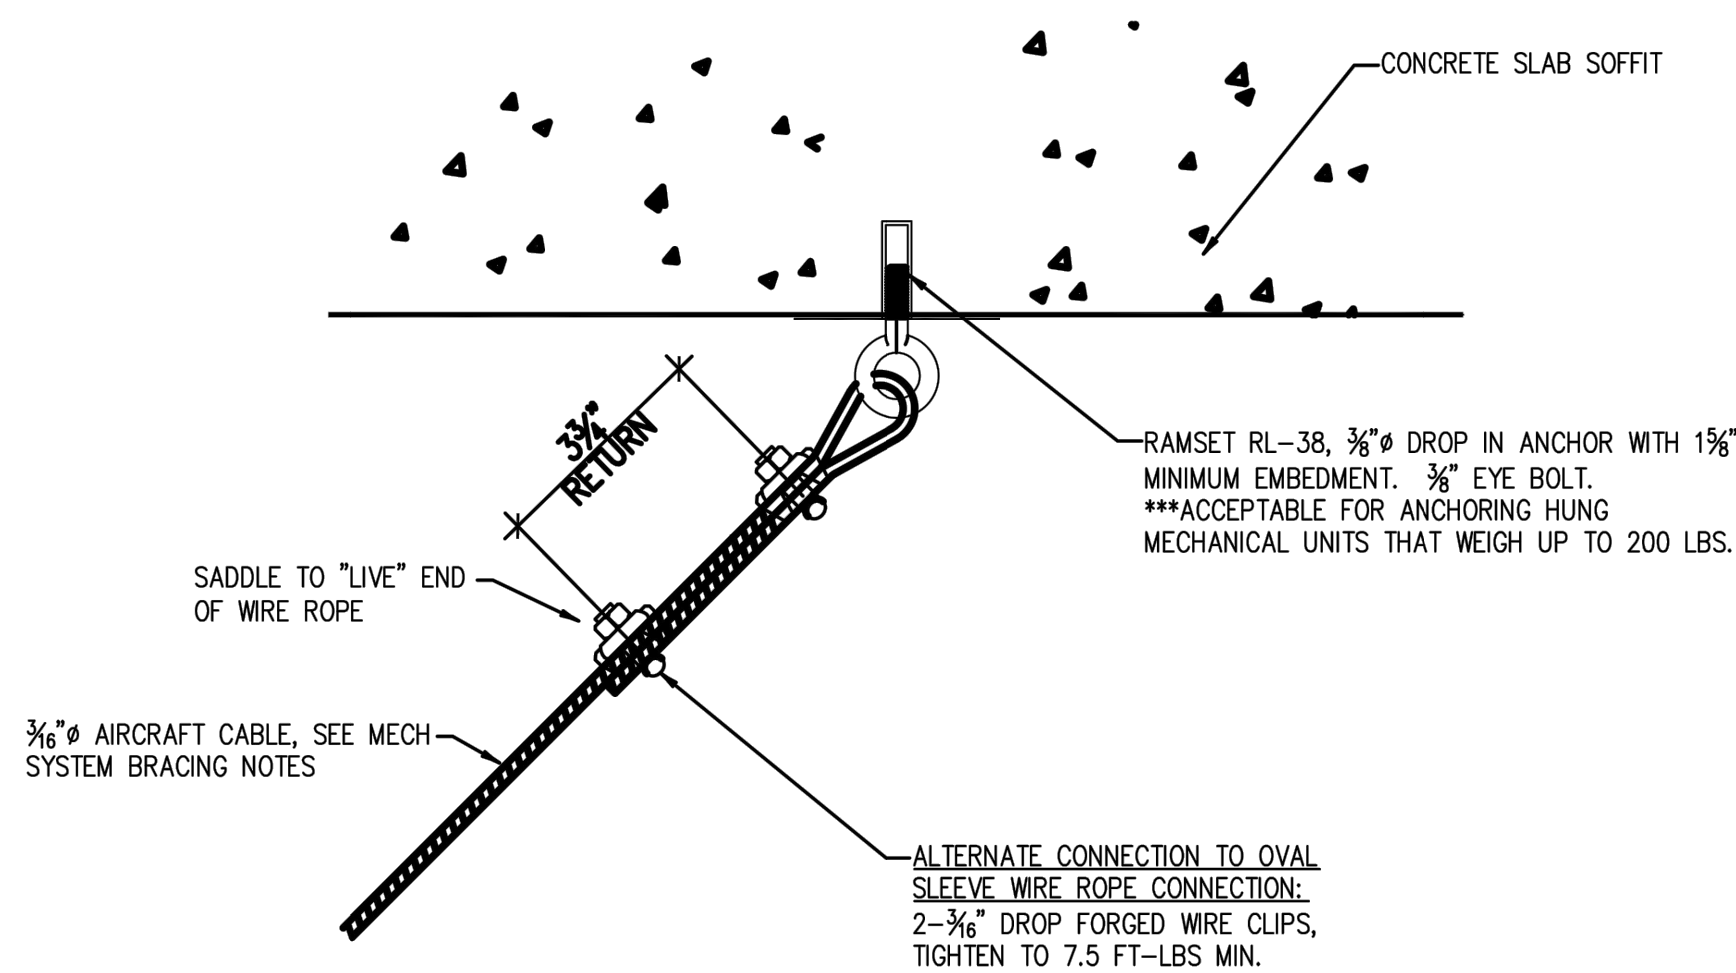 CONCRETE SLAB SOFFIT
3¾"
RETURN
RAMSET RL-38, ⅜"ø DROP IN ANCHOR WITH 1⅝"
MINIMUM EMBEDMENT. ⅜" EYE BOLT.
***ACCEPTABLE FOR ANCHORING HUNG
MECHANICAL UNITS THAT WEIGH UP TO 200 LBS.
SADDLE TO "LIVE" END
OF WIRE ROPE
3/16"ø AIRCRAFT CABLE, SEE MECH
SYSTEM BRACING NOTES
ALTERNATE CONNECTION TO OVAL
SLEEVE WIRE ROPE CONNECTION:
2-3/16" DROP FORGED WIRE CLIPS,
TIGHTEN TO 7.5 FT-LBS MIN.